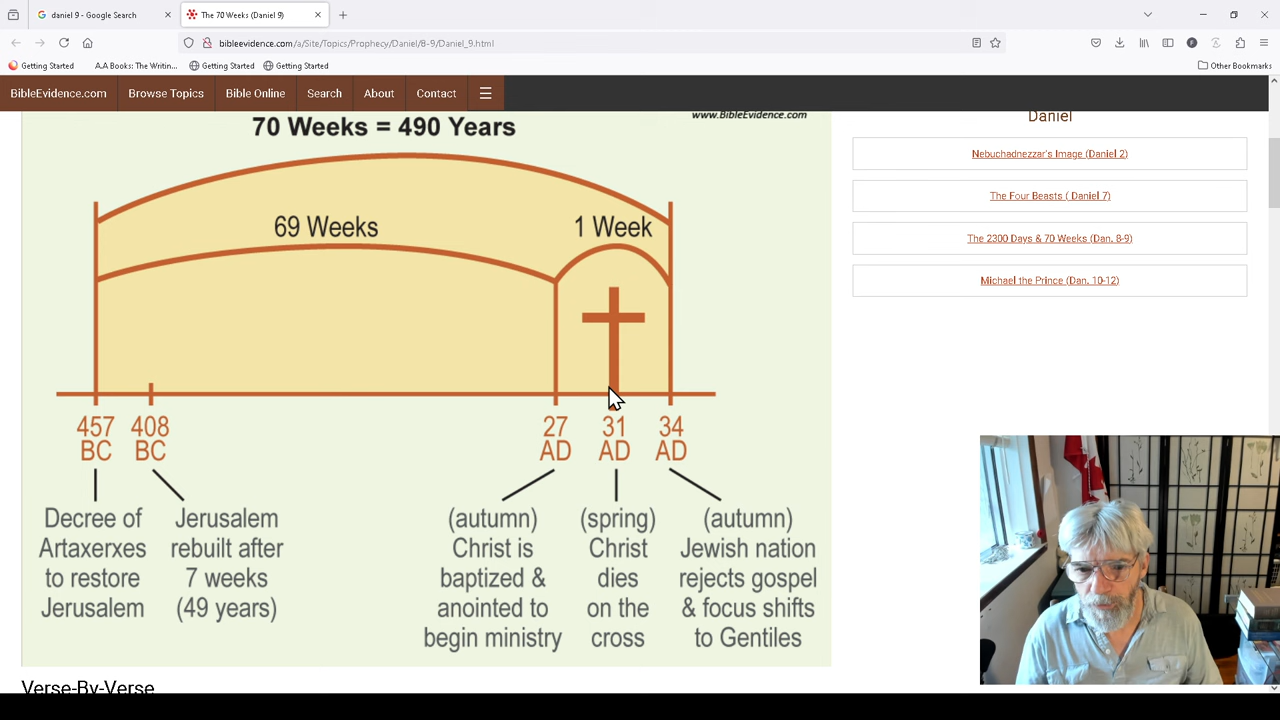 daniel 9 - Google Search
The 70 Weeks (Daniel 9)
bibleevidence.com/a/Site/Topics/Prophecy/Daniel/8-9/Daniel_9.html
Getting Started
A.A Books: The Writin...
Getting Started
Getting Started
Other Bookmarks
BibleEvidence.com
Browse Topics
Bible Online
Search
About
Contact
www.BibleEvidence.com
70 Weeks = 490 Years
69 Weeks
1 Week
457 BC
408 BC
27 AD
31 AD
34 AD
Decree of
Artaxerxes
to restore
Jerusalem
Jerusalem
rebuilt after
7 weeks
(49 years)
(autumn)
Christ is
baptized &
anointed to
begin ministry
(spring)
Christ
dies
on the
cross
(autumn)
Jewish nation
rejects gospel
& focus shifts
to Gentiles
Verse-By-Verse
Daniel
Nebuchadnezzar's Image (Daniel 2)
The Four Beasts ( Daniel 7)
The 2300 Days & 70 Weeks (Dan. 8-9)
Michael the Prince (Dan. 10-12)